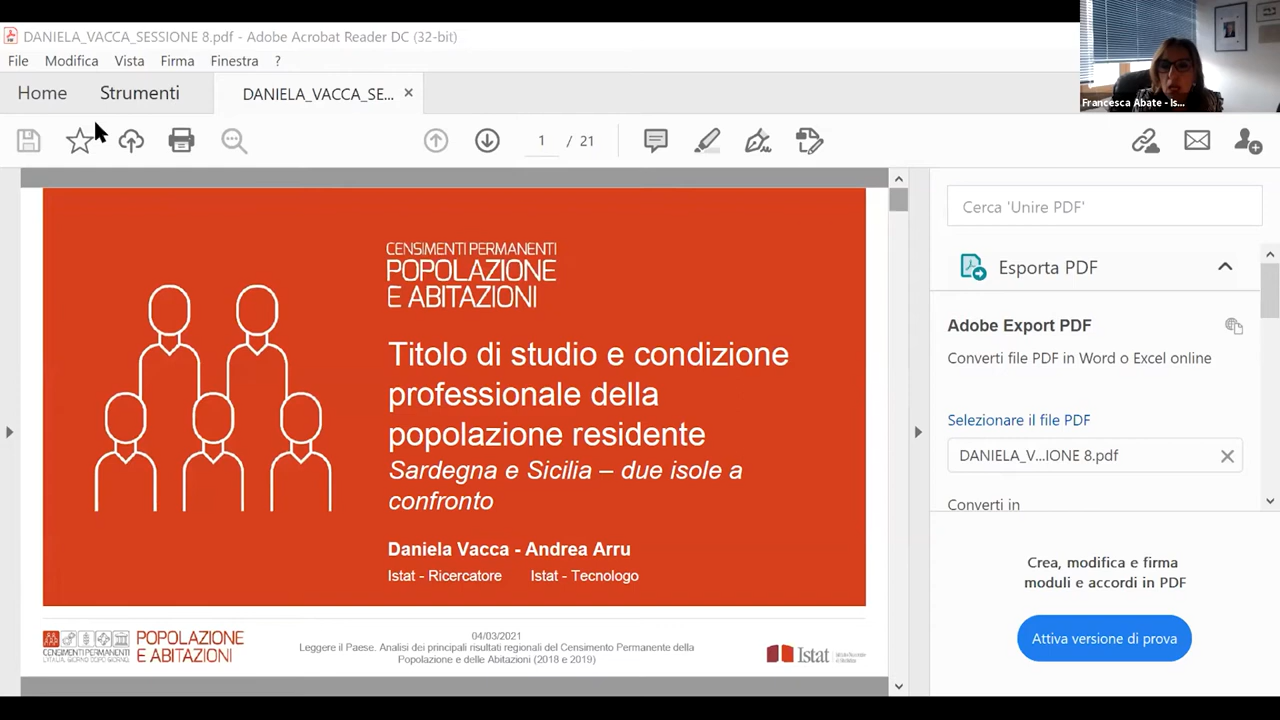 DANIELA_VACCA_SESSIONE 8.pdf - Adobe Acrobat Reader DC (32-bit)
File Modifica Vista Firma Finestra ?
Home Strumenti DANIELA_VACCA_SE... ×
1 / 21
Francesca Abate - Is...
Cerca 'Unire PDF'
Esporta PDF
Adobe Export PDF
Converti file PDF in Word o Excel online
Selezionare il file PDF
DANIELA_V...IONE 8.pdf
Converti in
Crea, modifica e firma
moduli e accordi in PDF
Attiva versione di prova
CENSIMENTI PERMANENTI
POPOLAZIONE
E ABITAZIONI
Titolo di studio e condizione
professionale della
popolazione residente
Sardegna e Sicilia – due isole a
confronto
Daniela Vacca - Andrea Arru
Istat - Ricercatore Istat - Tecnologo
CENSIMENTI PERMANENTI
L'ITALIA, GIORNO DOPO GIORNO
POPOLAZIONE
E ABITAZIONI
04/03/2021
Leggere il Paese. Analisi dei principali risultati regionali del Censimento Permanente della
Popolazione e delle Abitazioni (2018 e 2019)
Istat